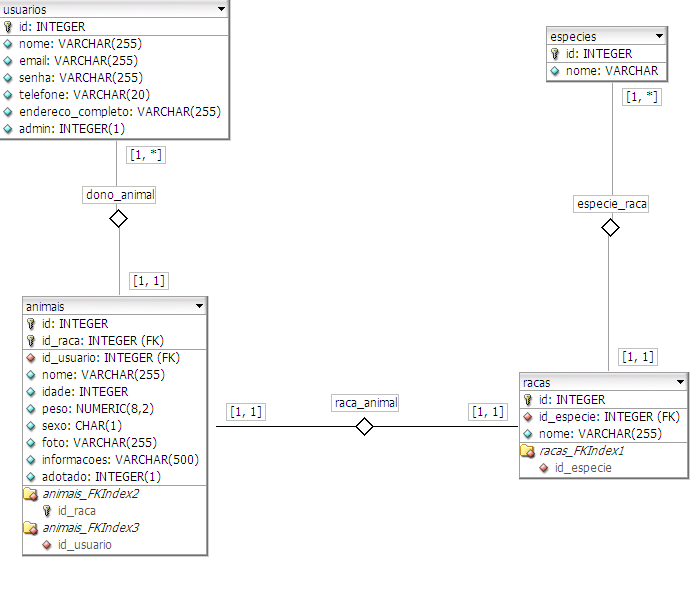 usuarios
id: INTEGER
nome: VARCHAR(255)
email: VARCHAR(255)
senha: VARCHAR(255)
telefone: VARCHAR(20)
endereco_completo: VARCHAR(255)
admin: INTEGER(1)
[1, *]
dono_animal
[1, 1]
animais
id: INTEGER
id_raca: INTEGER (FK)
id_usuario: INTEGER (FK)
nome: VARCHAR(255)
idade: INTEGER
peso: NUMERIC(8,2)
sexo: CHAR(1)
foto: VARCHAR(255)
informacoes: VARCHAR(500)
adotado: INTEGER(1)
animais_FKIndex2
id_raca
animais_FKIndex3
id_usuario
[1, 1]
raca_animal
[1, 1]
especies
id: INTEGER
nome: VARCHAR
[1, *]
especie_raca
[1, 1]
racas
id: INTEGER
id_especie: INTEGER (FK)
nome: VARCHAR(255)
racas_FKIndex1
id_especie